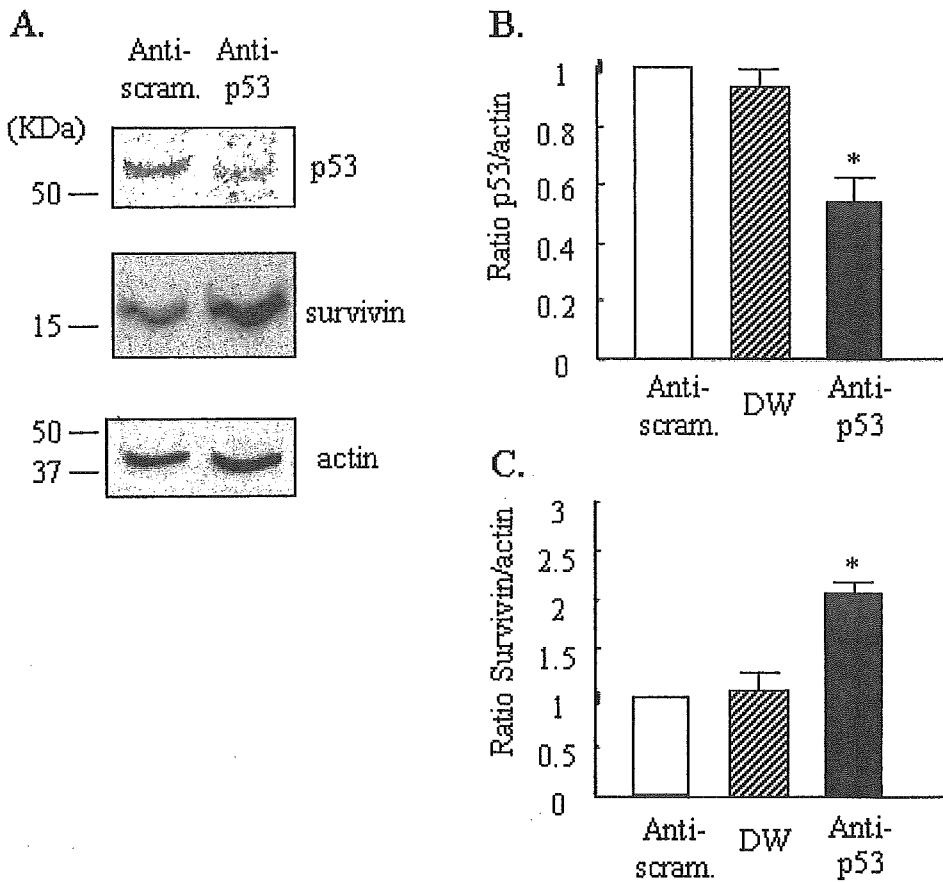 A.
Anti-
scram.
Anti-
p53
(KDa)
50
p53
15
survivin
50
37
actin
B.
Ratio p53/actin
1
0.8
0.6
0.4
0.2
0
*
Anti-
scram.
DW
Anti-
p53
C.
Ratio Survivin/actin
3
2.5
2
1.5
1
0.5
0
*
Anti-
scram.
DW
Anti-
p53